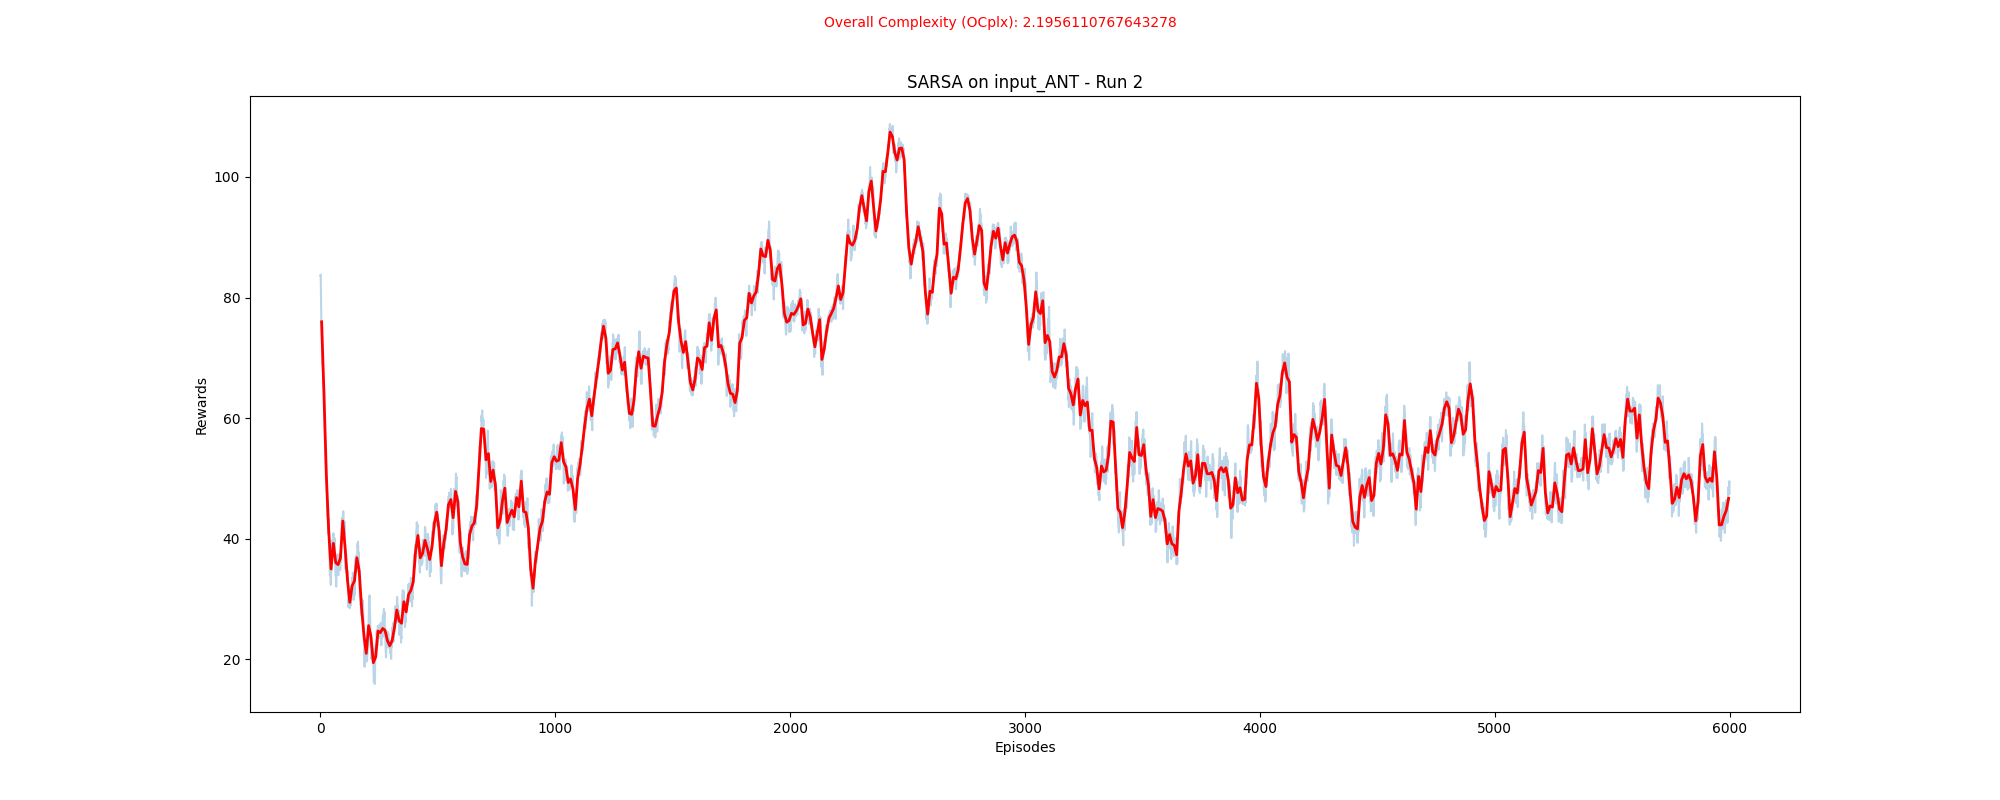 Overall Complexity (OCplx): 2.1956110767643278
SARSA on input_ANT - Run 2
Rewards
100
80
60
40
20
0 1000 2000 3000 4000 5000 6000
Episodes